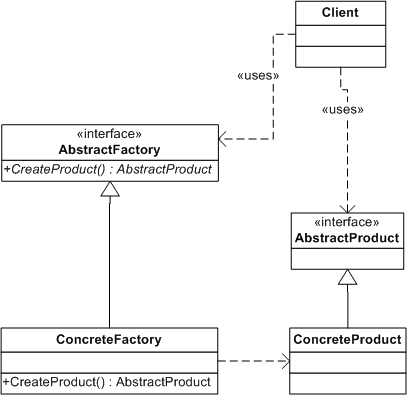 Client
«uses»
«uses»
«interface»
AbstractFactory
+CreateProduct() : AbstractProduct
«interface»
AbstractProduct
ConcreteFactory
+CreateProduct() : AbstractProduct
ConcreteProduct